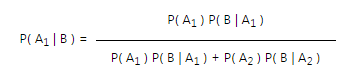 P( A₁ ) P( B | A₁ )
P( A₁ | B ) =
P( A₁ ) P( B | A₁ ) + P( A₂ ) P( B | A₂ )